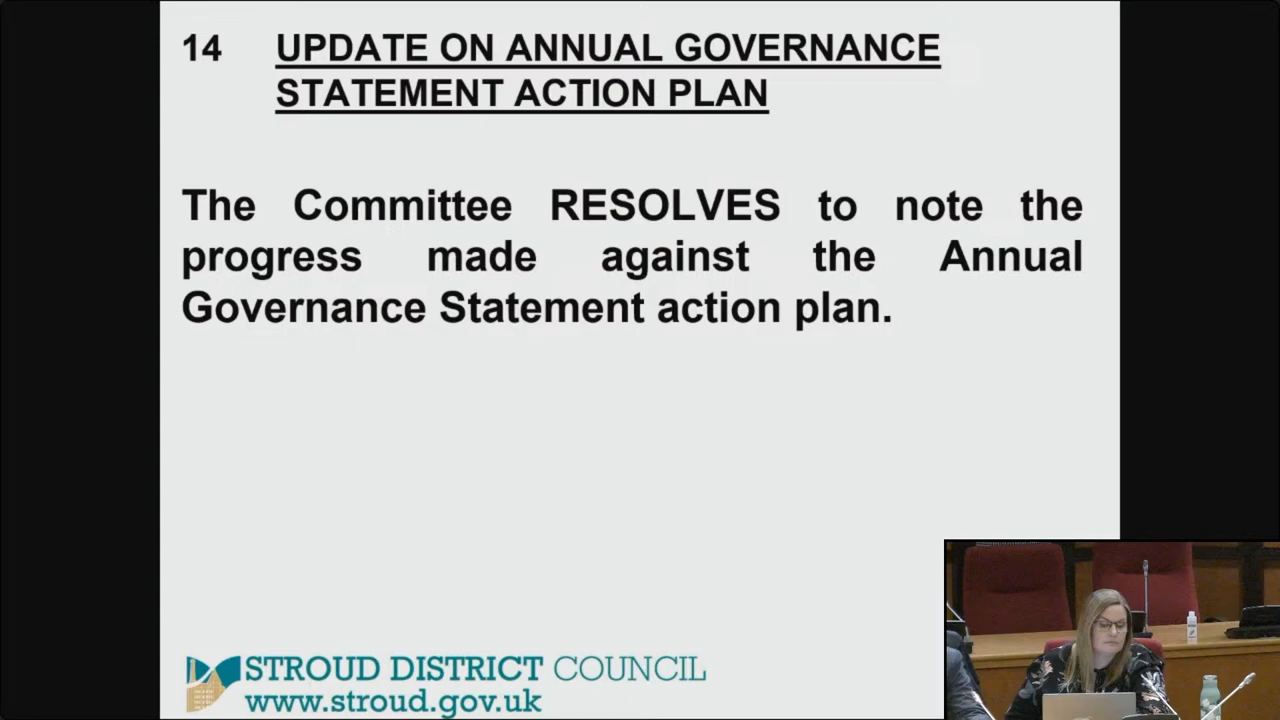 14 UPDATE ON ANNUAL GOVERNANCE
STATEMENT ACTION PLAN
The Committee RESOLVES to note the
progress made against the Annual
Governance Statement action plan.
STROUD DISTRICT COUNCIL
www.stroud.gov.uk